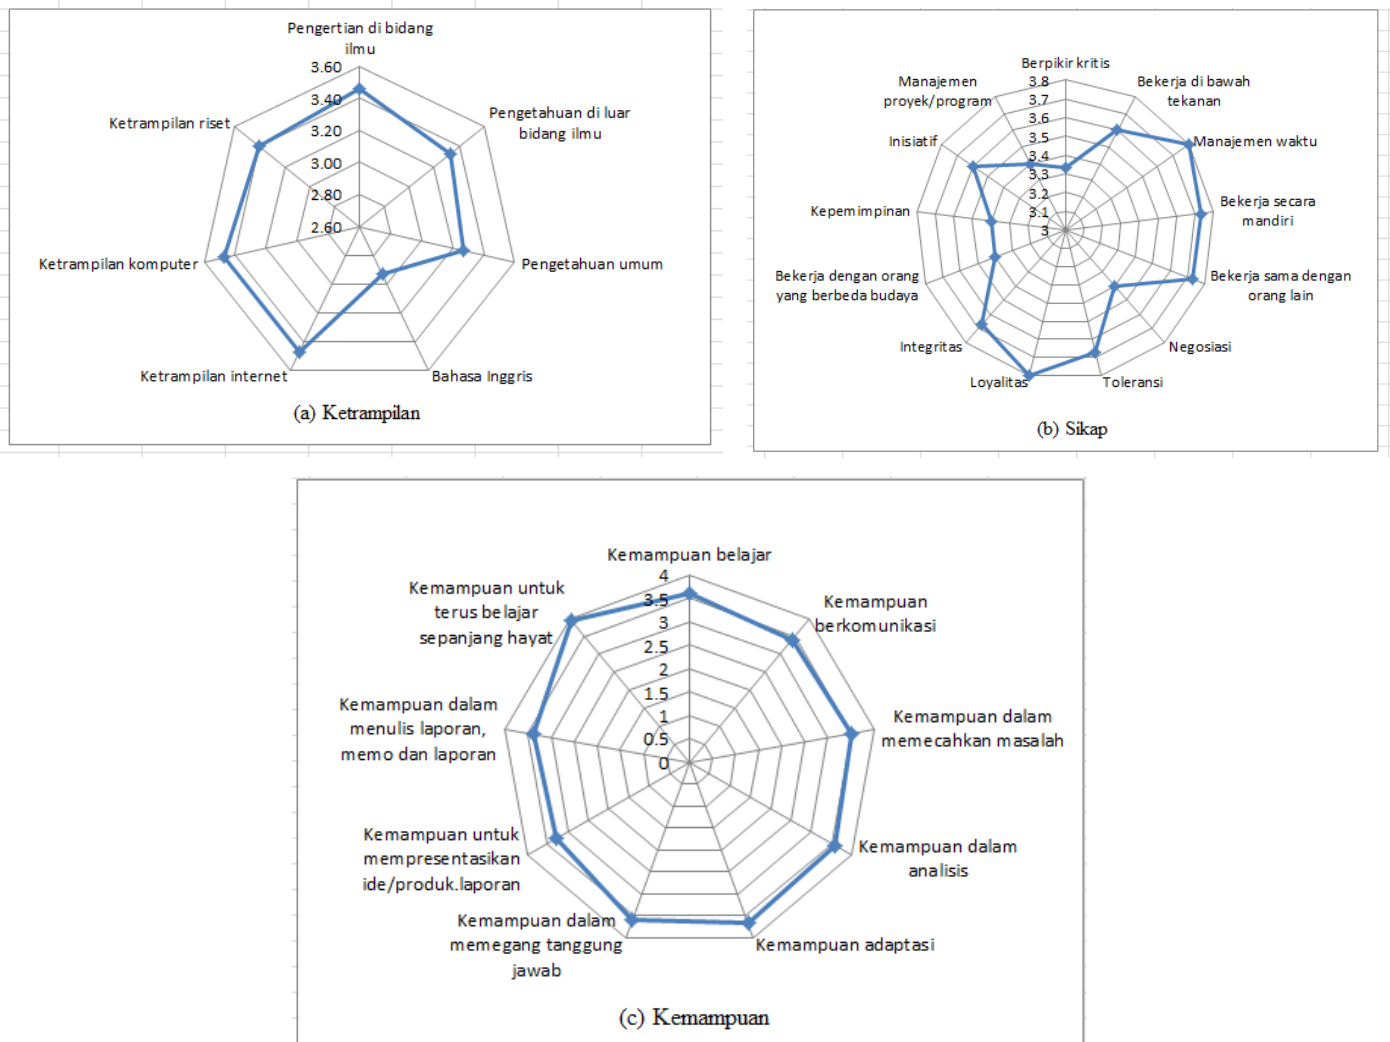 Pengertian di bidang
ilmu
3.60
3.40
3.20
3.00
2.80
2.60
Pengetahuan di luar
bidang ilmu
Pengetahuan umum
Bahasa Inggris
Ketrampilan internet
Ketrampilan komputer
Ketrampilan riset
(a) Ketrampilan
Berpikir kritis
3.8
3.7
3.6
3.5
3.4
3.3
3.2
3.1
3
Bekerja di bawah
tekanan
Manajemen waktu
Bekerja secara
mandiri
Bekerja sama dengan
orang lain
Negosiasi
Toleransi
Loyalitas
Integritas
Bekerja dengan orang
yang berbeda budaya
Kepemimpinan
Inisiatif
Manajemen
proyek/program
(b) Sikap
Kemampuan belajar
4
3.5
3
2.5
2
1.5
1
0.5
0
Kemampuan
berkomunikasi
Kemampuan dalam
memecahkan masalah
Kemampuan dalam
analisis
Kemampuan adaptasi
Kemampuan dalam
memegang tanggung
jawab
Kemampuan untuk
mempresentasikan
ide/produk.laporan
Kemampuan dalam
menulis laporan,
memo dan laporan
Kemampuan untuk
terus belajar
sepanjang hayat
(c) Kemampuan